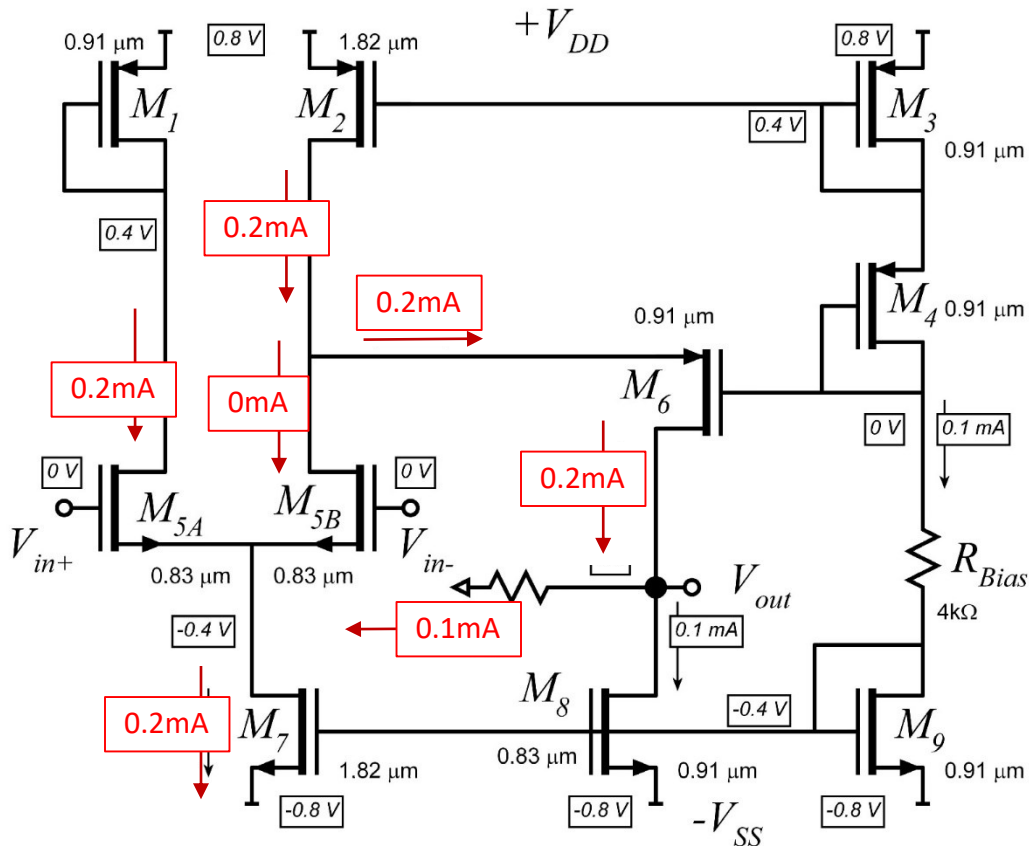 +V_DD
0.91 µm
0.8 V
1.82 µm
0.8 V
M_1
M_2
M_3
0.4 V
0.91 µm
0.2mA
0.4 V
0.2mA
M_4
0.91 µm
0.91 µm
0.2mA
0mA
M_6
0 V
0.1 mA
0 V
0 V
0.2mA
M_5A
M_5B
V_in+
V_in-
0.83 µm
0.83 µm
R_Bias
V_out
4kΩ
0.1mA
0.1 mA
-0.4 V
M_8
-0.4 V
0.2mA
M_7
M_9
0.83 µm
1.82 µm
0.91 µm
0.91 µm
-0.8 V
-0.8 V
-V_SS
-0.8 V